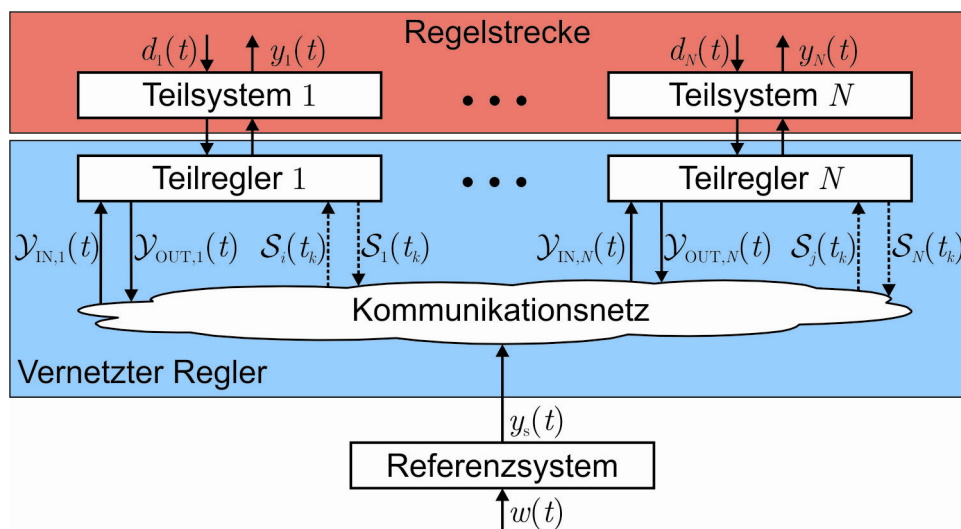 Regelstrecke
d₁(t) y₁(t) d_N(t) y_N(t)
Teilsystem 1 • • • Teilsystem N
Teilregler 1 • • • Teilregler N
𝒴_IN,1(t) 𝒴_OUT,1(t) 𝒮_i(t_k) 𝒮_1(t_k) 𝒴_IN,N(t) 𝒴_OUT,N(t) 𝒮_j(t_k) 𝒮_N(t_k)
Kommunikationsnetz
Vernetzter Regler
y_s(t)
Referenzsystem
w(t)